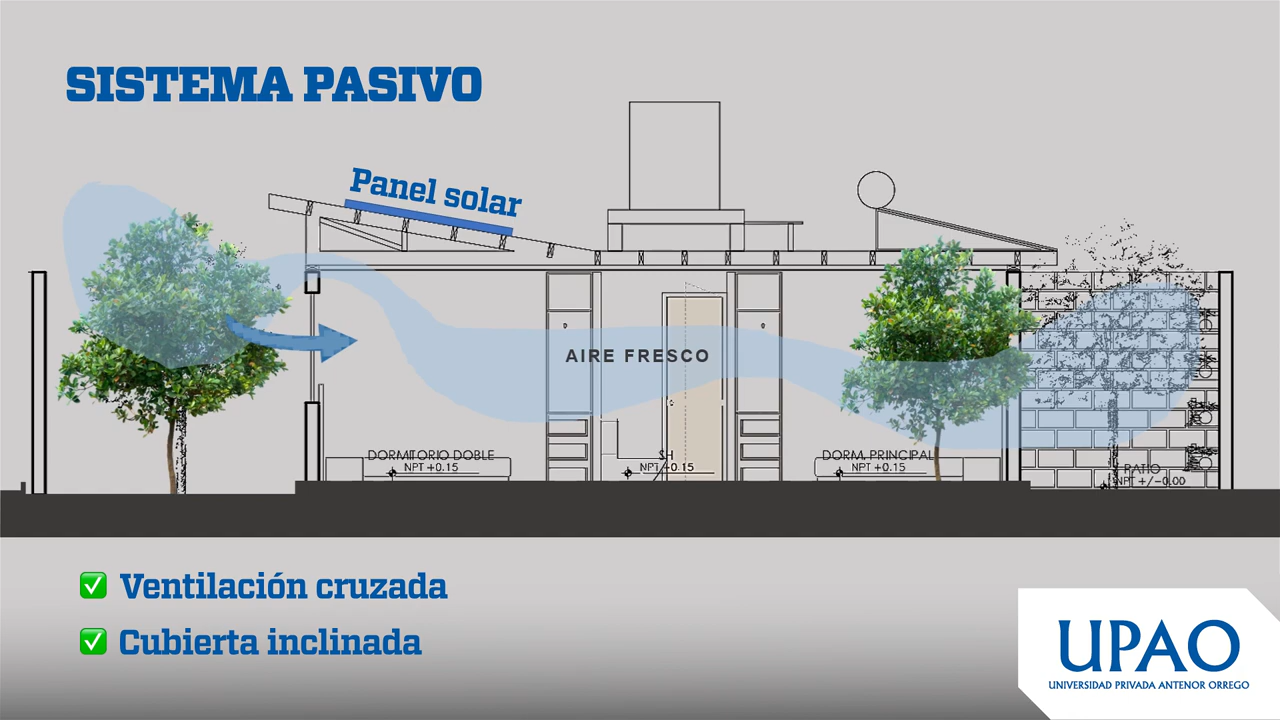 SISTEMA PASIVO
Panel solar
AIRE FRESCO
DORMITORIO DOBLE
NPT +0.15
SH
NPT +0.15
DORM. PRINCIPAL
NPT +0.15
PATIO
NPT +/-0.00
✅ Ventilación cruzada
✅ Cubierta inclinada
UPAO
UNIVERSIDAD PRIVADA ANTENOR ORREGO